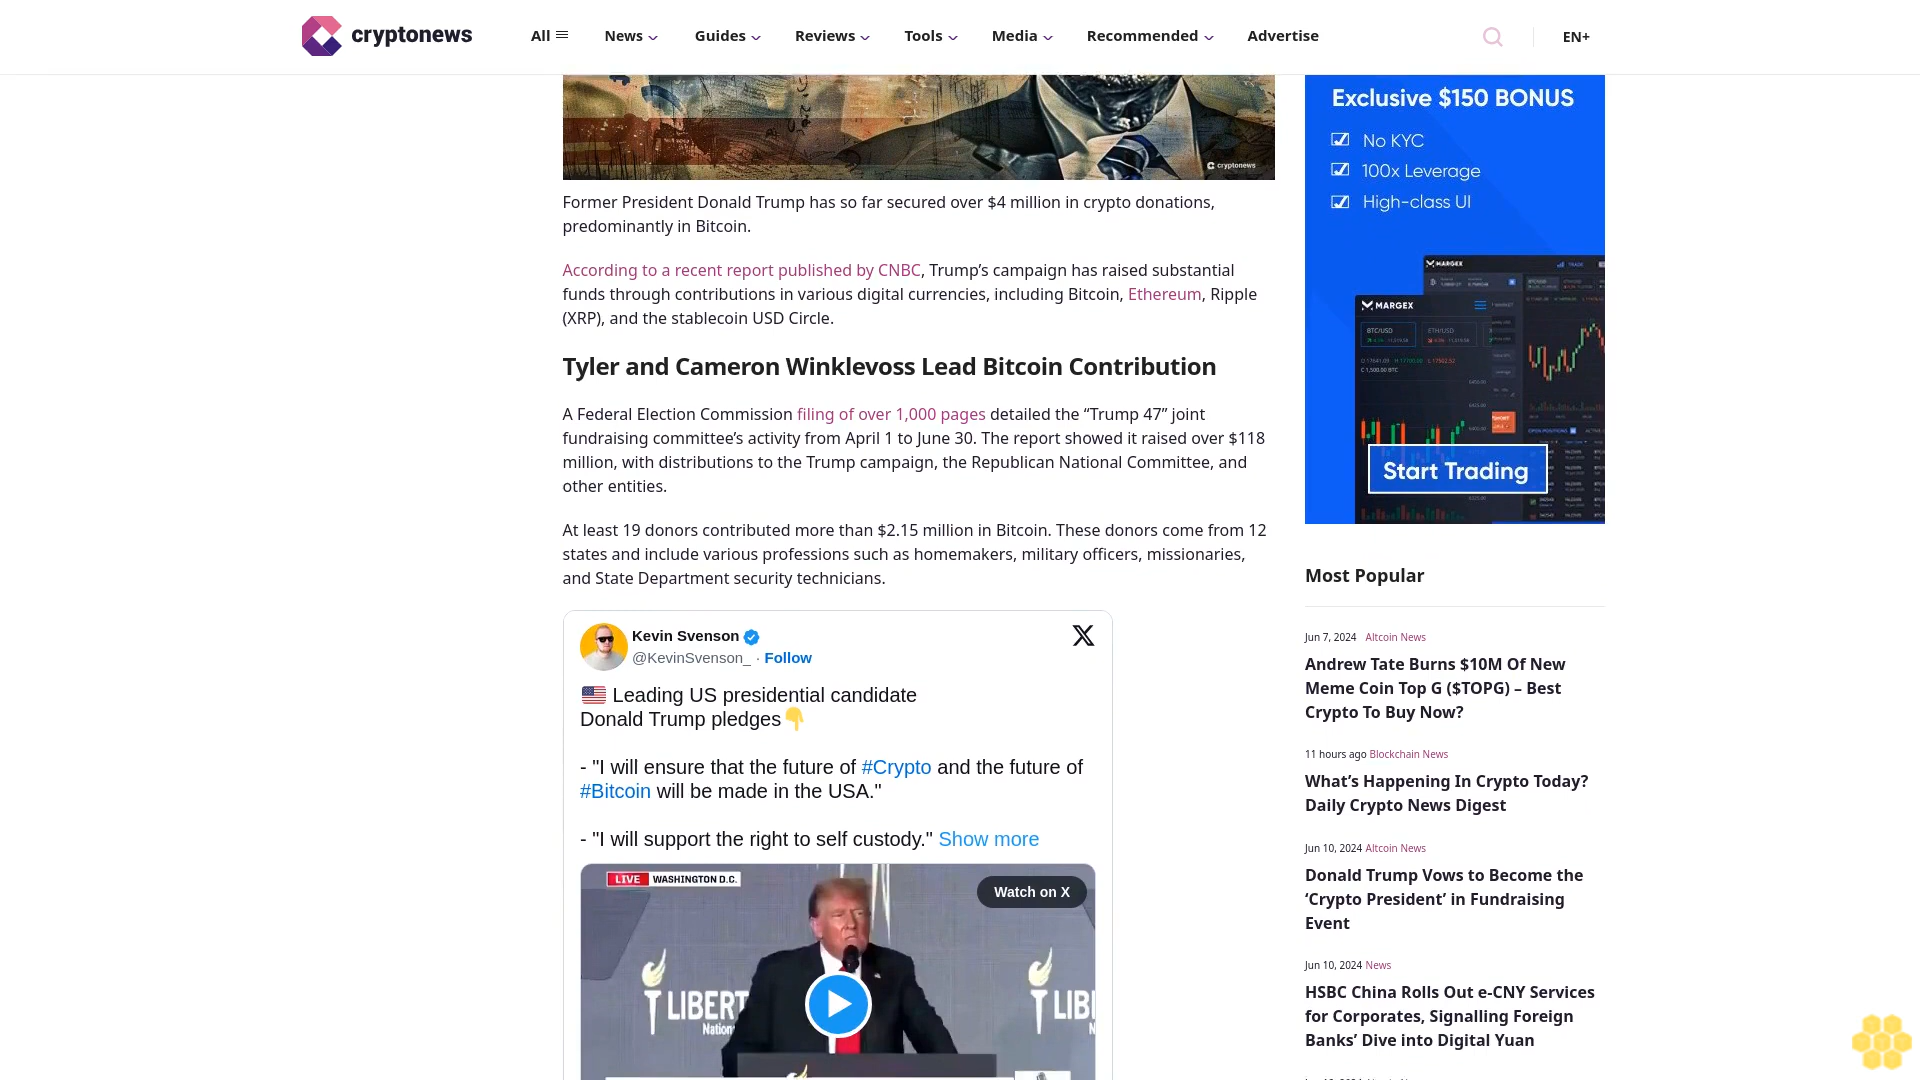 cryptonews
All
News
Guides
Reviews
Tools
Media
Recommended
Advertise
EN+
cryptonews
Former President Donald Trump has so far secured over $4 million in crypto donations,
predominantly in Bitcoin.
According to a recent report published by CNBC, Trump’s campaign has raised substantial
funds through contributions in various digital currencies, including Bitcoin, Ethereum, Ripple
(XRP), and the stablecoin USD Circle.
Tyler and Cameron Winklevoss Lead Bitcoin Contribution
A Federal Election Commission filing of over 1,000 pages detailed the “Trump 47” joint
fundraising committee’s activity from April 1 to June 30. The report showed it raised over $118
million, with distributions to the Trump campaign, the Republican National Committee, and
other entities.
At least 19 donors contributed more than $2.15 million in Bitcoin. These donors come from 12
states and include various professions such as homemakers, military officers, missionaries,
and State Department security technicians.
Kevin Svenson
@KevinSvenson_ · Follow
Leading US presidential candidate
Donald Trump pledges
- "I will ensure that the future of #Crypto and the future of
#Bitcoin will be made in the USA."
- "I will support the right to self custody." Show more
LIVE WASHINGTON D.C.
Watch on X
LIBERT
Nation
LIB
N
Exclusive $150 BONUS
No KYC
100x Leverage
High-class UI
MARGEX
TRADE
MARGEX
BTC/USD
ETH/USD
Start Trading
Most Popular
Jun 7, 2024 Altcoin News
Andrew Tate Burns $10M Of New
Meme Coin Top G ($TOPG) – Best
Crypto To Buy Now?
11 hours ago Blockchain News
What’s Happening In Crypto Today?
Daily Crypto News Digest
Jun 10, 2024 Altcoin News
Donald Trump Vows to Become the
‘Crypto President’ in Fundraising
Event
Jun 10, 2024 News
HSBC China Rolls Out e-CNY Services
for Corporates, Signalling Foreign
Banks’ Dive into Digital Yuan